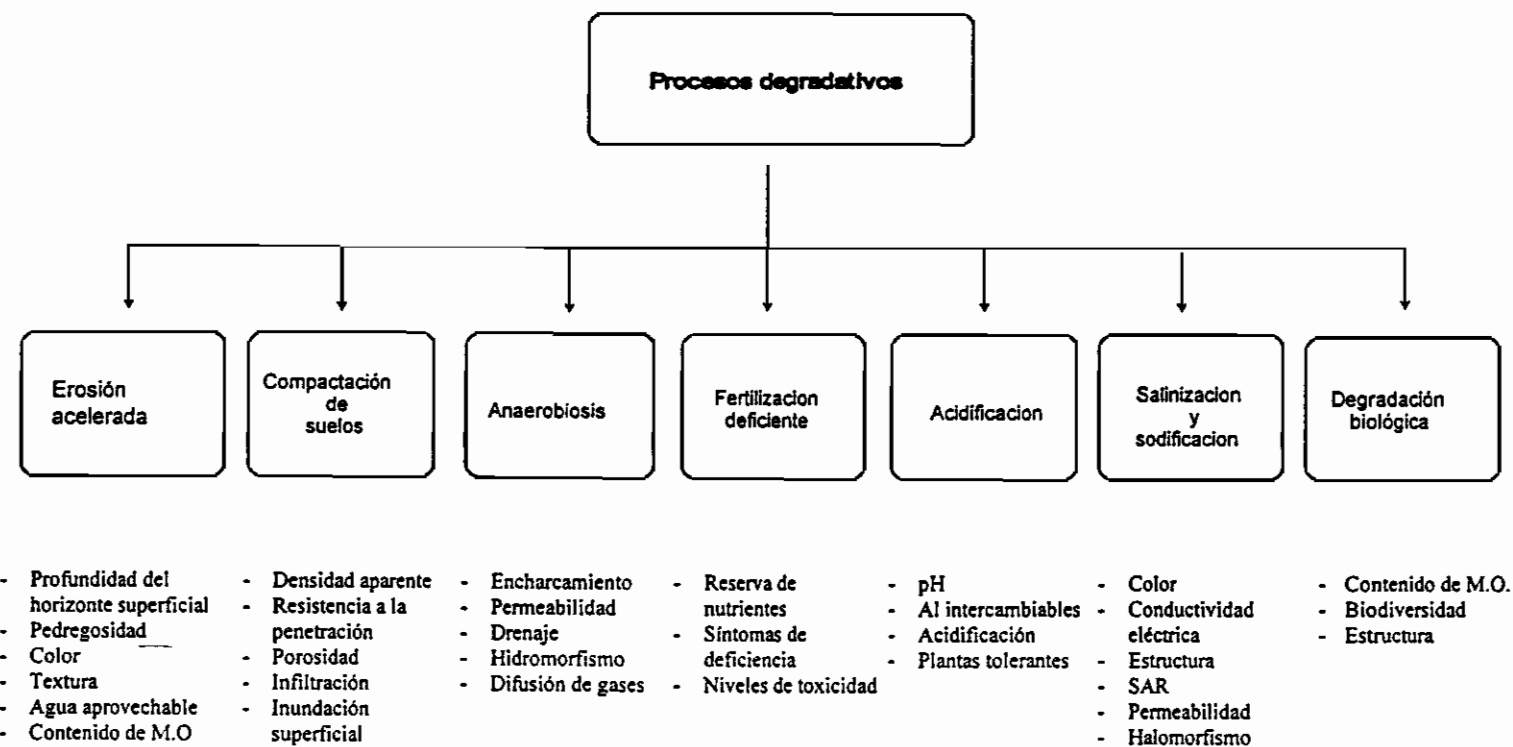 Procesos degradativos
Erosión
acelerada
Compactación
de
suelos
Anaerobiosis
Fertilizacion
deficiente
Acidificacion
Salinizacion
y
sodificacion
Degradación
biológica
- Profundidad del
horizonte superficial
- Pedregosidad
- Color
- Textura
- Agua aprovechable
- Contenido de M.O
- Densidad aparente
- Resistencia a la
penetración
- Porosidad
- Infiltración
- Inundación
superficial
- Encharcamiento
- Permeabilidad
- Drenaje
- Hidromorfismo
- Difusión de gases
- Reserva de
nutrientes
- Síntomas de
deficiencia
- Niveles de toxicidad
- pH
- Al intercambiables
- Acidificación
- Plantas tolerantes
- Color
- Conductividad
eléctrica
- Estructura
- SAR
- Permeabilidad
- Halomorfismo
- Contenido de M.O.
- Biodiversidad
- Estructura